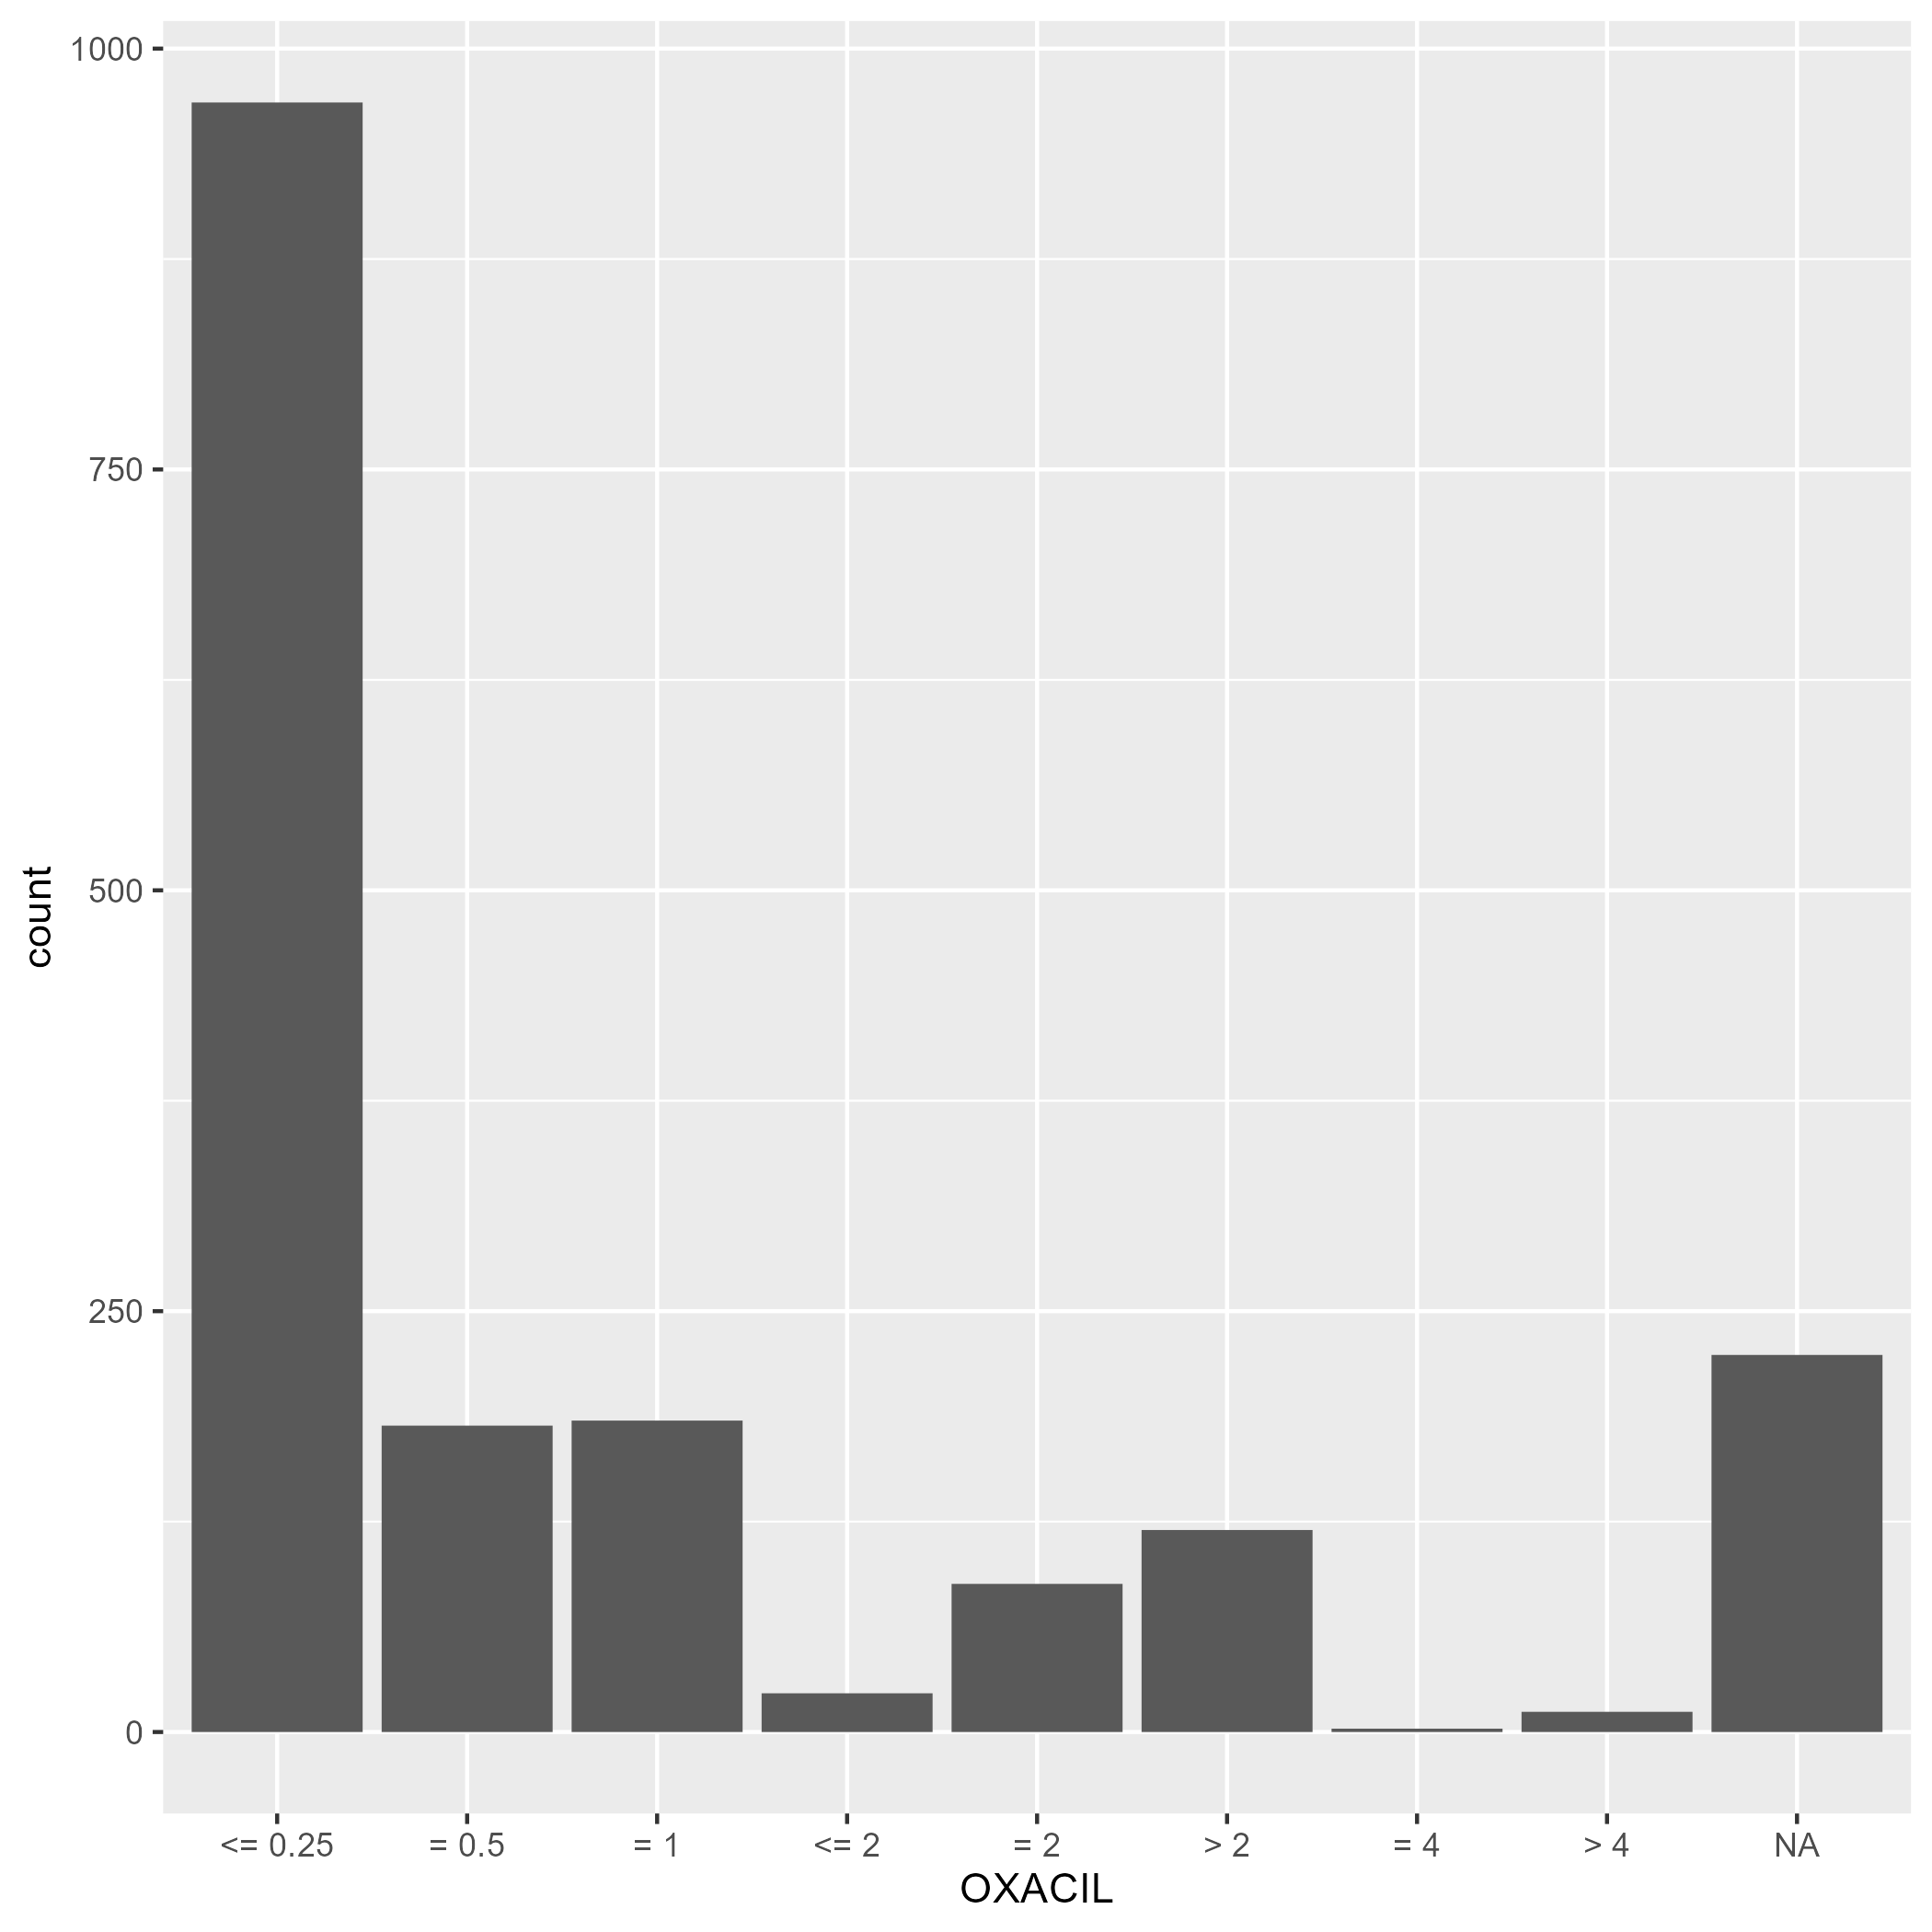 1000
750
500
250
0
count
<= 0.25 = 0.5 = 1 <= 2 = 2 > 2 = 4 > 4 NA
OXACIL